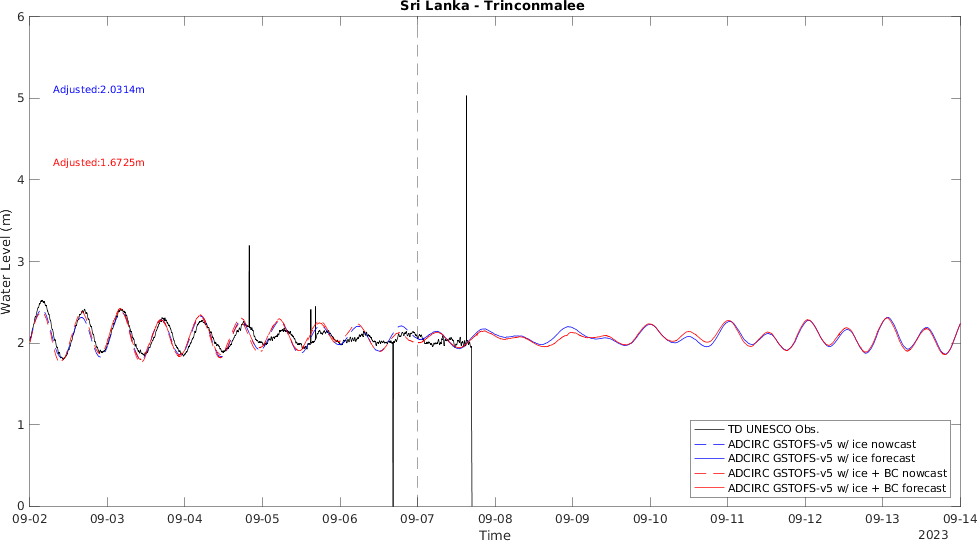 Sri Lanka - Trinconmalee
6
5
4
3
2
1
0
Water Level (m)
Adjusted:2.0314m
Adjusted:1.6725m
TD UNESCO Obs.
ADCIRC GSTOFS-v5 w/ ice nowcast
ADCIRC GSTOFS-v5 w/ ice forecast
ADCIRC GSTOFS-v5 w/ ice + BC nowcast
ADCIRC GSTOFS-v5 w/ ice + BC forecast
09-02 09-03 09-04 09-05 09-06 09-07 09-08 09-09 09-10 09-11 09-12 09-13 09-14
Time
2023